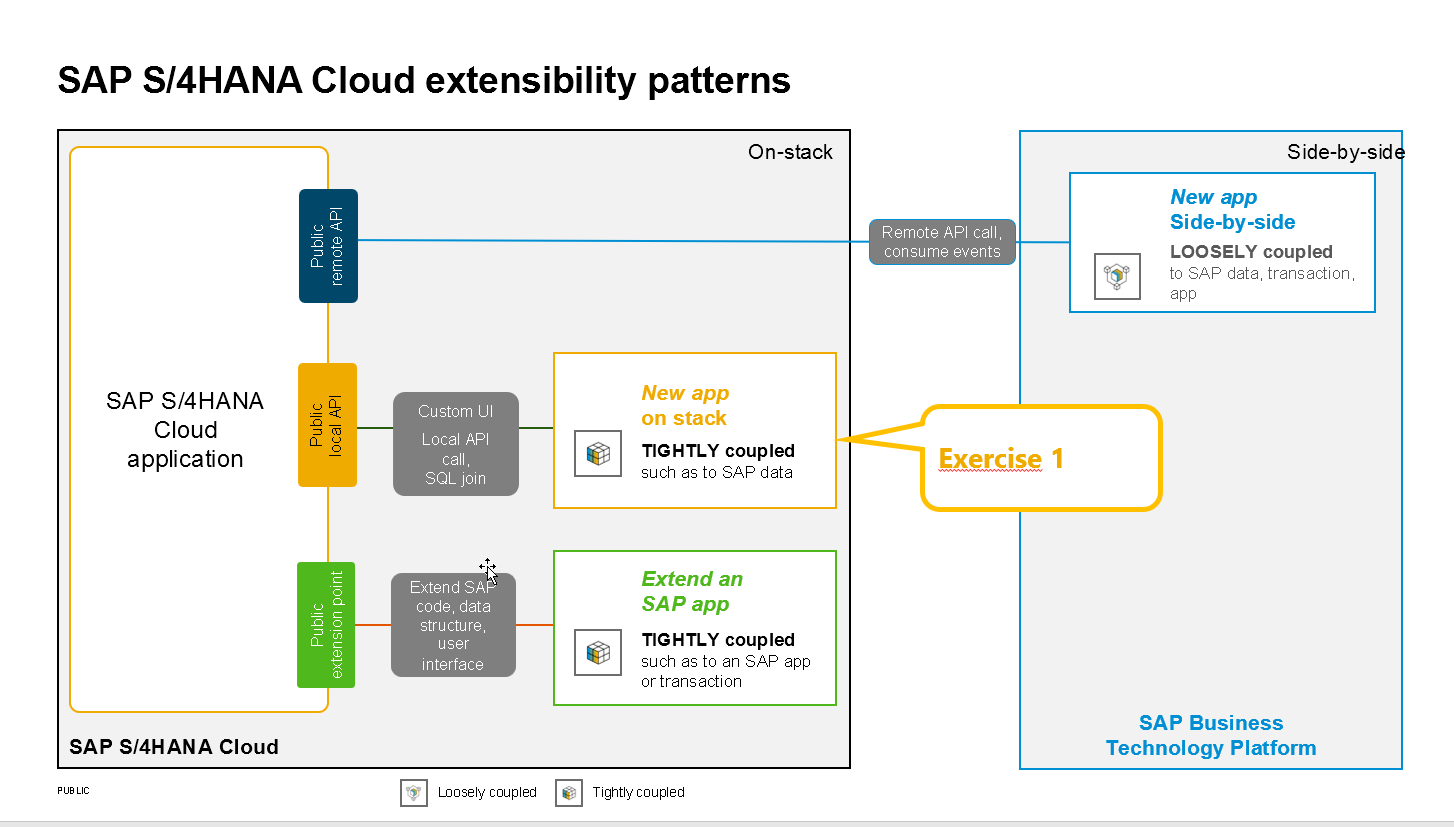 SAP S/4HANA Cloud extensibility patterns
On-stack
Side-by-side
Public
remote API
Remote API call,
consume events
New app
Side-by-side
LOOSELY coupled
to SAP data, transaction,
app
SAP S/4HANA
Cloud
application
Public
local API
Custom UI
Local API
call,
SQL join
New app
on stack
TIGHTLY coupled
such as to SAP data
Exercise 1
Public
extension point
Extend SAP
code, data
structure,
user
interface
Extend an
SAP app
TIGHTLY coupled
such as to an SAP app
or transaction
SAP S/4HANA Cloud
SAP Business
Technology Platform
PUBLIC
Loosely coupled
Tightly coupled